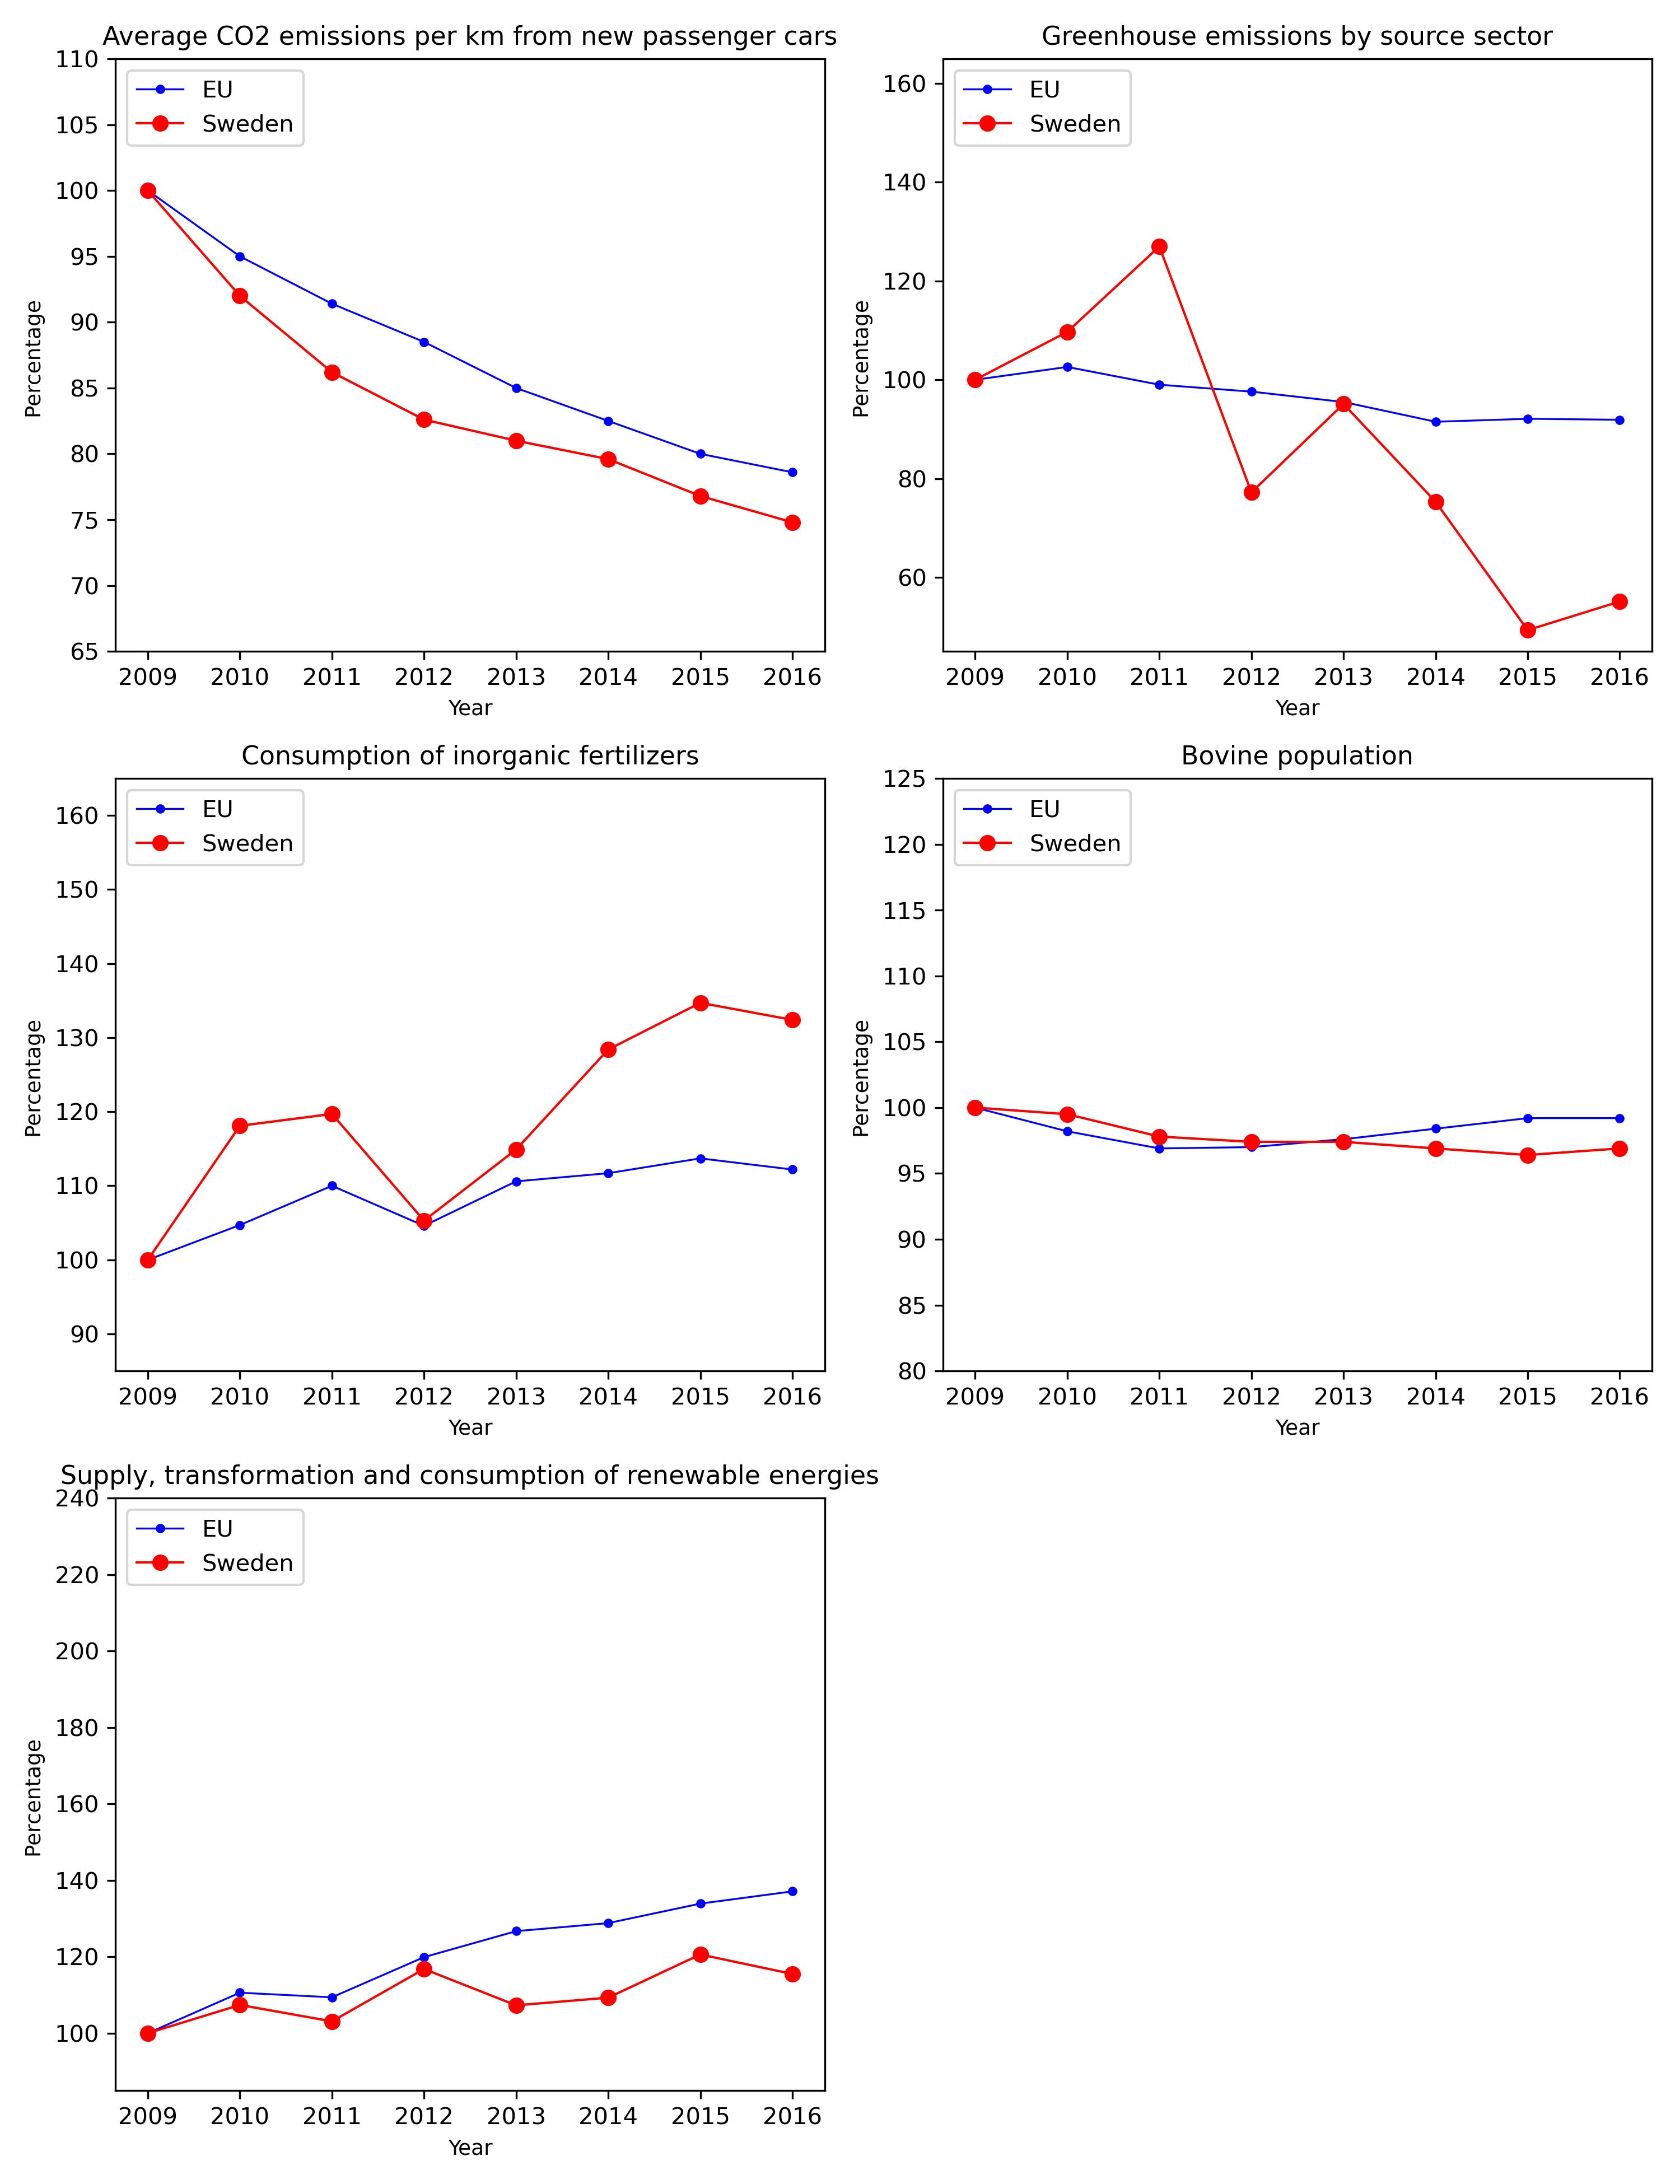 Average CO2 emissions per km from new passenger cars
110
105
100
95
90
85
80
75
70
65
Percentage
EU
Sweden
2009 2010 2011 2012 2013 2014 2015 2016
Year
Greenhouse emissions by source sector
160
140
120
100
80
60
Percentage
EU
Sweden
2009 2010 2011 2012 2013 2014 2015 2016
Year
Consumption of inorganic fertilizers
160
150
140
130
120
110
100
90
Percentage
EU
Sweden
2009 2010 2011 2012 2013 2014 2015 2016
Year
Bovine population
125
120
115
110
105
100
95
90
85
80
Percentage
EU
Sweden
2009 2010 2011 2012 2013 2014 2015 2016
Year
Supply, transformation and consumption of renewable energies
240
220
200
180
160
140
120
100
Percentage
EU
Sweden
2009 2010 2011 2012 2013 2014 2015 2016
Year